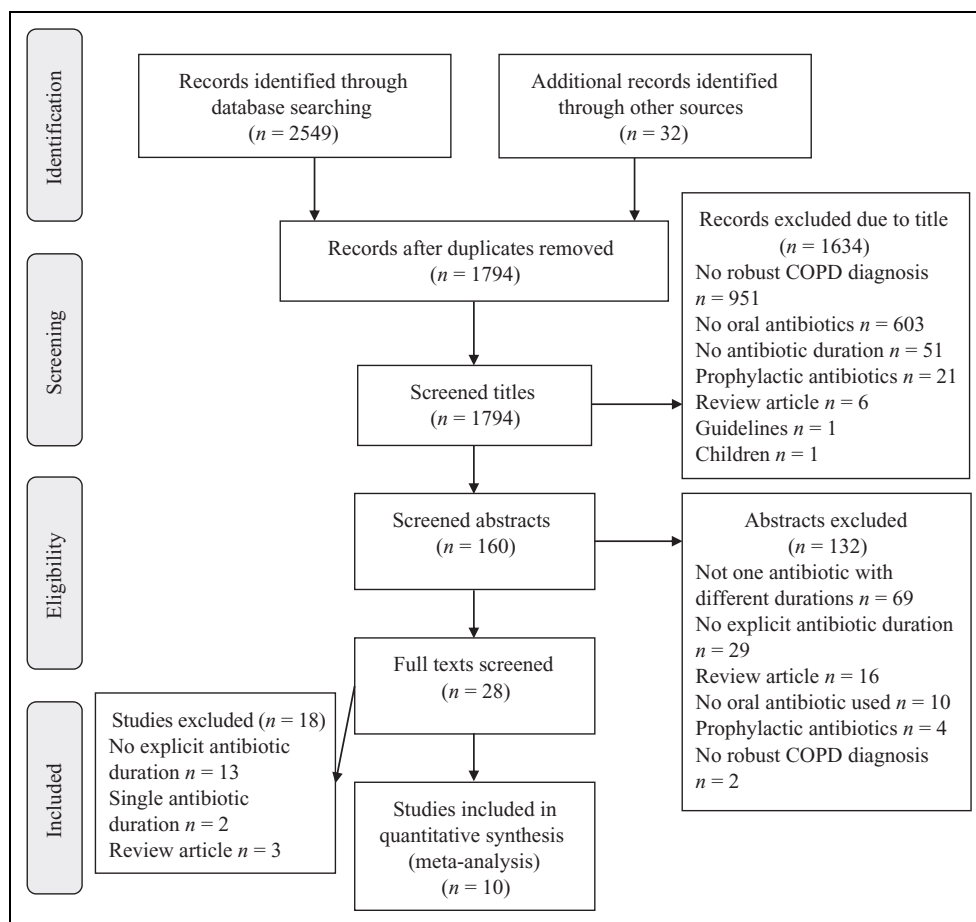 Identification
Records identified through
database searching
(n = 2549)
Additional records identified
through other sources
(n = 32)
Records after duplicates removed
(n = 1794)
Screening
Screened titles
(n = 1794)
Records excluded due to title
(n = 1634)
No robust COPD diagnosis
n = 951
No oral antibiotics n = 603
No antibiotic duration n = 51
Prophylactic antibiotics n = 21
Review article n = 6
Guidelines n = 1
Children n = 1
Eligibility
Screened abstracts
(n = 160)
Abstracts excluded
(n = 132)
Not one antibiotic with
different durations n = 69
No explicit antibiotic duration
n = 29
Review article n = 16
No oral antibiotic used n = 10
Prophylactic antibiotics n = 4
No robust COPD diagnosis
n = 2
Full texts screened
(n = 28)
Included
Studies excluded (n = 18)
No explicit antibiotic
duration n = 13
Single antibiotic
duration n = 2
Review article n = 3
Studies included in
quantitative synthesis
(meta-analysis)
(n = 10)